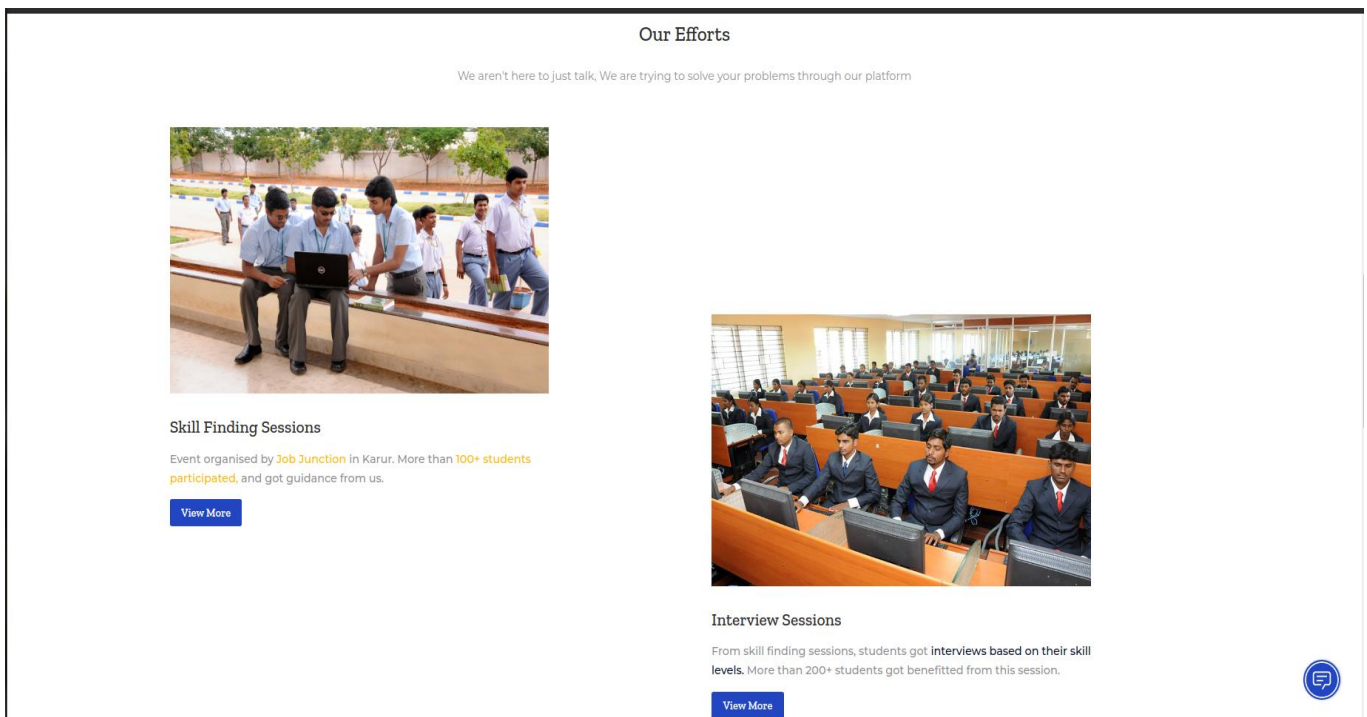 Our Efforts
We aren't here to just talk, We are trying to solve your problems through our platform
Skill Finding Sessions
Event organised by Job Junction in Karur. More than 100+ students
participated, and got guidance from us.
View More
Interview Sessions
From skill finding sessions, students got interviews based on their skill
levels. More than 200+ students got benefitted from this session.
View More